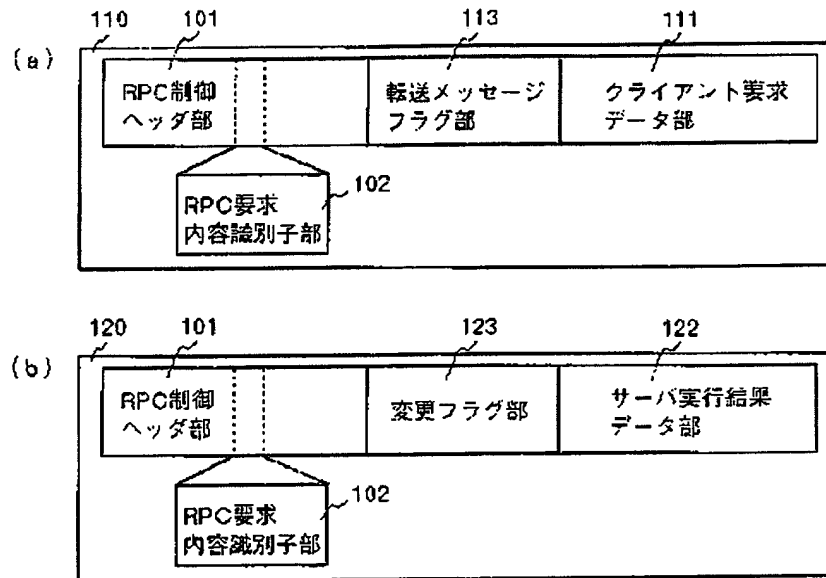 (a)
110
101
113
111
RPC制御
ヘッダ部
転送メッセージ
フラグ部
クライアント要求
データ部
102
RPC要求
内容識別子部
(b)
120
101
123
122
RPC制御
ヘッダ部
変更フラグ部
サーバ実行結果
データ部
102
RPC要求
内容識別子部